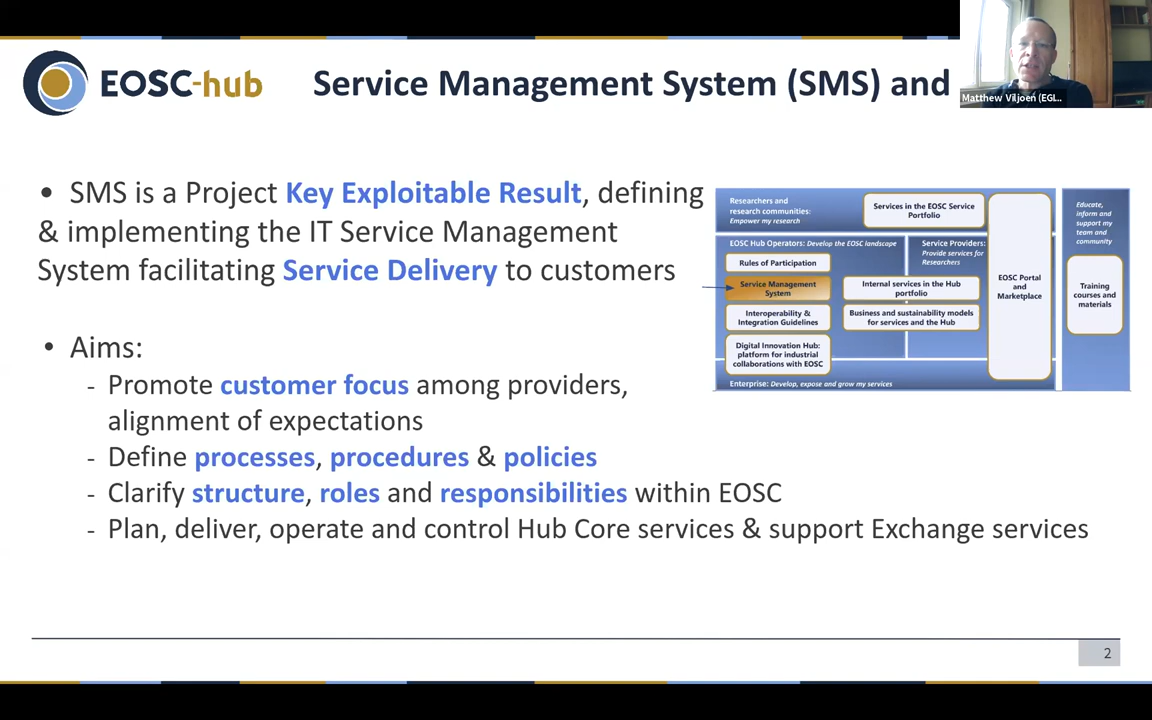 EOSC-hub
Service Management System (SMS) and
Matthew Viljoen (EGI...
• SMS is a Project Key Exploitable Result, defining
& implementing the IT Service Management
System facilitating Service Delivery to customers
• Aims:
- Promote customer focus among providers,
alignment of expectations
- Define processes, procedures & policies
- Clarify structure, roles and responsibilities within EOSC
- Plan, deliver, operate and control Hub Core services & support Exchange services
Researchers and
research communities:
Empower my research
Services in the EOSC Service
Portfolio
EOSC Hub Operators: Develop the EOSC landscape
Rules of Participation
Service Management
System
Interoperability &
Integration Guidelines
Digital Innovation Hub:
platform for industrial
collaborations with EOSC
Service Providers:
Provide services for
Researchers
Internal services in the Hub
portfolio
Business and sustainability models
for services and the Hub
EOSC Portal
and
Marketplace
Enterprise: Develop, expose and grow my services
Educate,
inform and
support my
team and
community
Training
courses and
materials
2